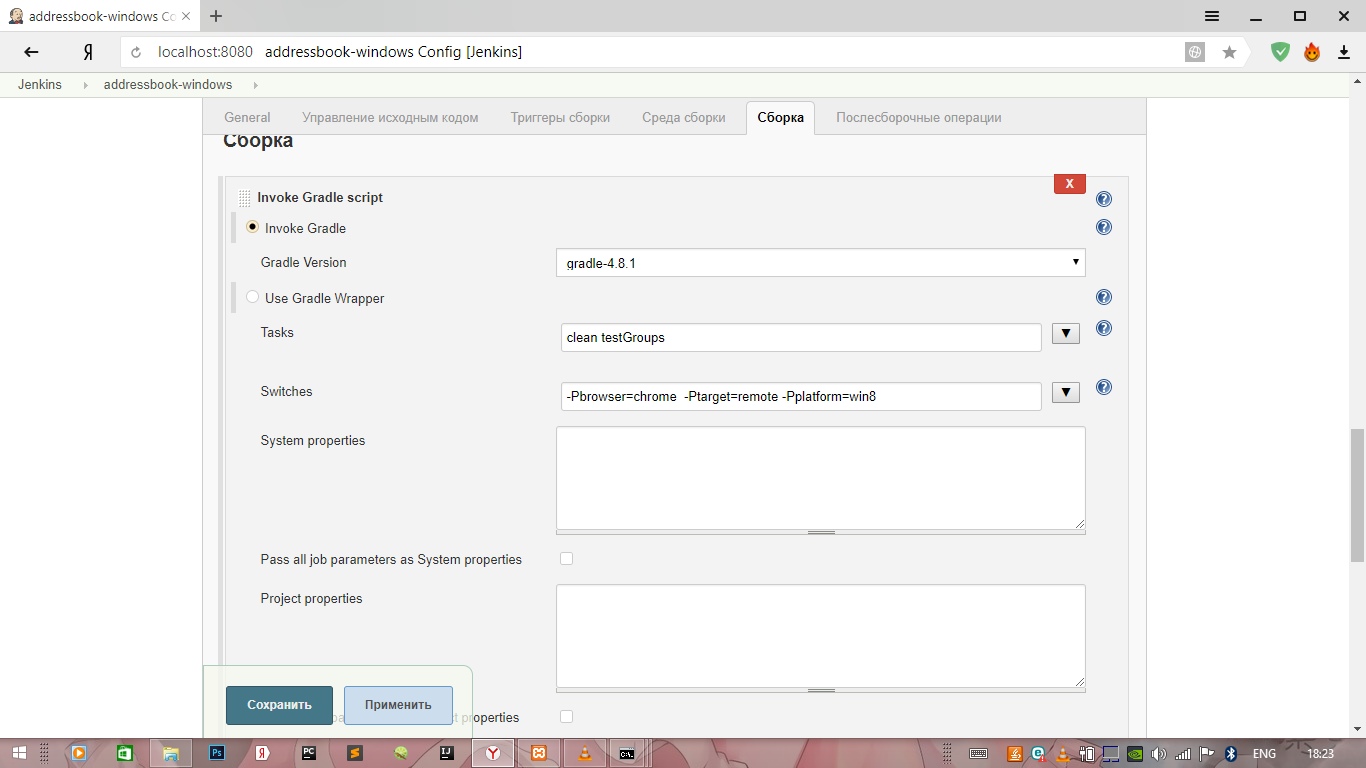 addressbook-windows Co
Я
localhost:8080 addressbook-windows Config [Jenkins]
Jenkins
addressbook-windows
General
Управление исходным кодом
Триггеры сборки
Среда сборки
Сборка
Послесборочные операции
Сборка
X
Invoke Gradle script
Invoke Gradle
Gradle Version
gradle-4.8.1
Use Gradle Wrapper
Tasks
clean testGroups
Switches
-Pbrowser=chrome  -Ptarget=remote -Pplatform=win8
System properties
Pass all job parameters as System properties
Project properties
Сохранить
Применить
properties
Ps
Я
PC
S
IJ
Y
C:\
ENG
18:23